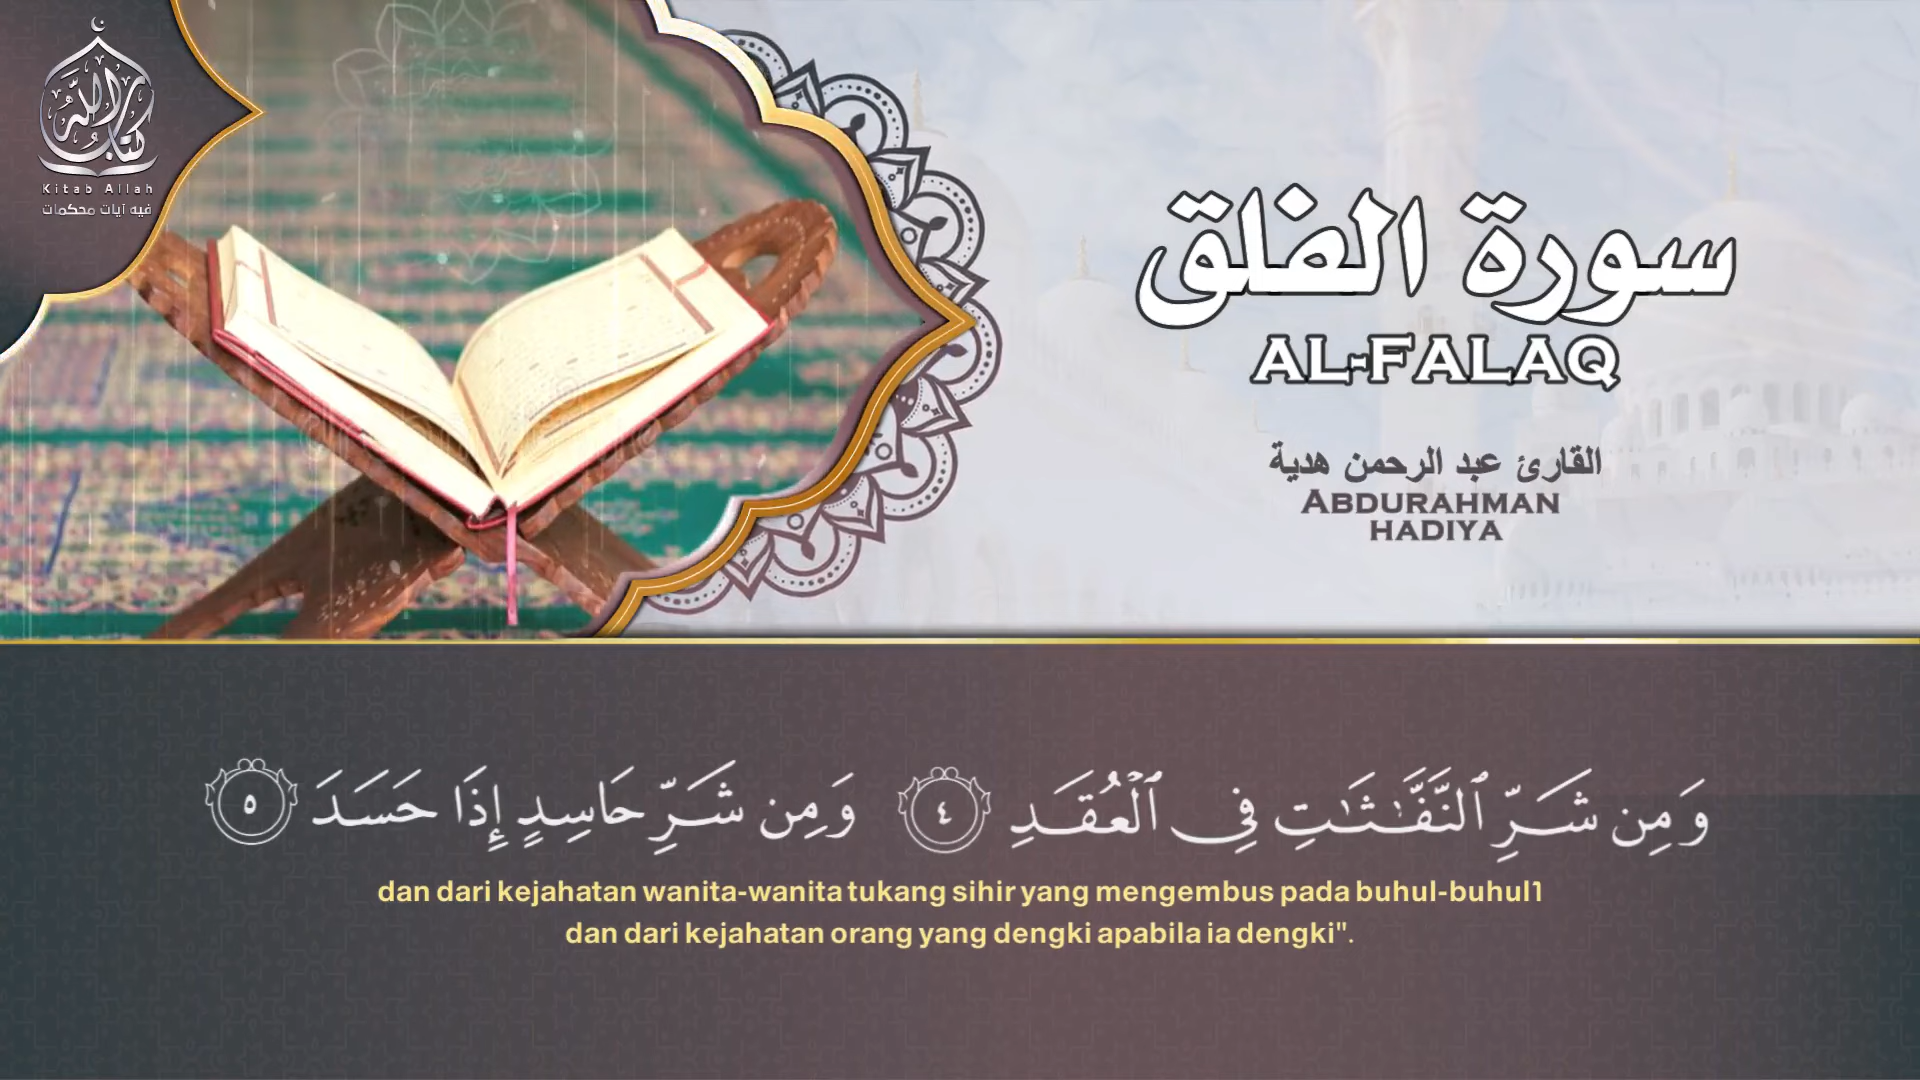 كتاب الله
Kitab Allah
فيه آيات محكمات
سورة الفلق
AL-FALAQ
القارئ عبد الرحمن هدية
ABDURAHMAN
HADIYA
وَمِن شَرِّ ٱلنَّفَّٰثَٰتِ فِى ٱلْعُقَدِ ٤ وَمِن شَرِّ حَاسِدٍ إِذَا حَسَدَ ٥
dan dari kejahatan wanita-wanita tukang sihir yang mengembus pada buhul-buhul1
dan dari kejahatan orang yang dengki apabila ia dengki".